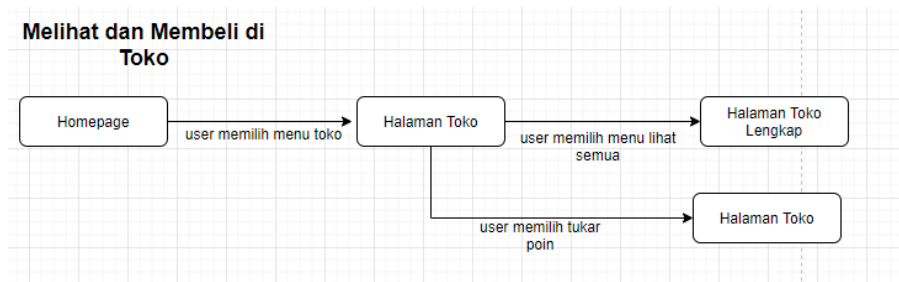 Melihat dan Membeli di
Toko
Homepage
user memilih menu toko
Halaman Toko
user memilih menu lihat
semua
Halaman Toko
Lengkap
user memilih tukar
poin
Halaman Toko